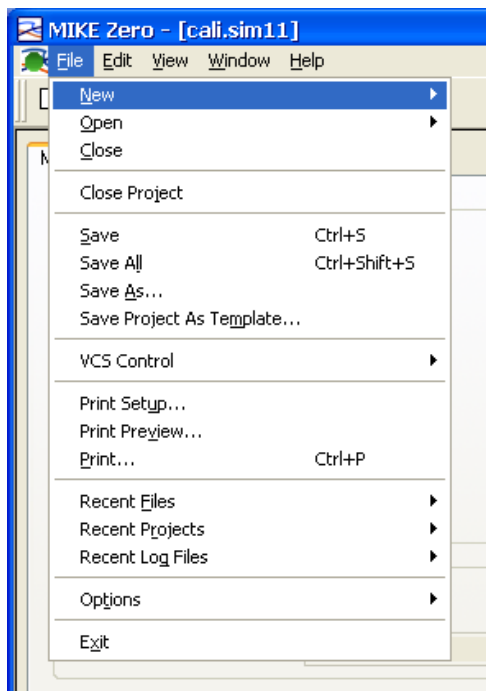 MIKE Zero - [cali.sim11]
File Edit View Window Help
New
Open
Close
Close Project
Save Ctrl+S
Save All Ctrl+Shift+S
Save As...
Save Project As Template...
VCS Control
Print Setup...
Print Preview...
Print... Ctrl+P
Recent Files
Recent Projects
Recent Log Files
Options
Exit